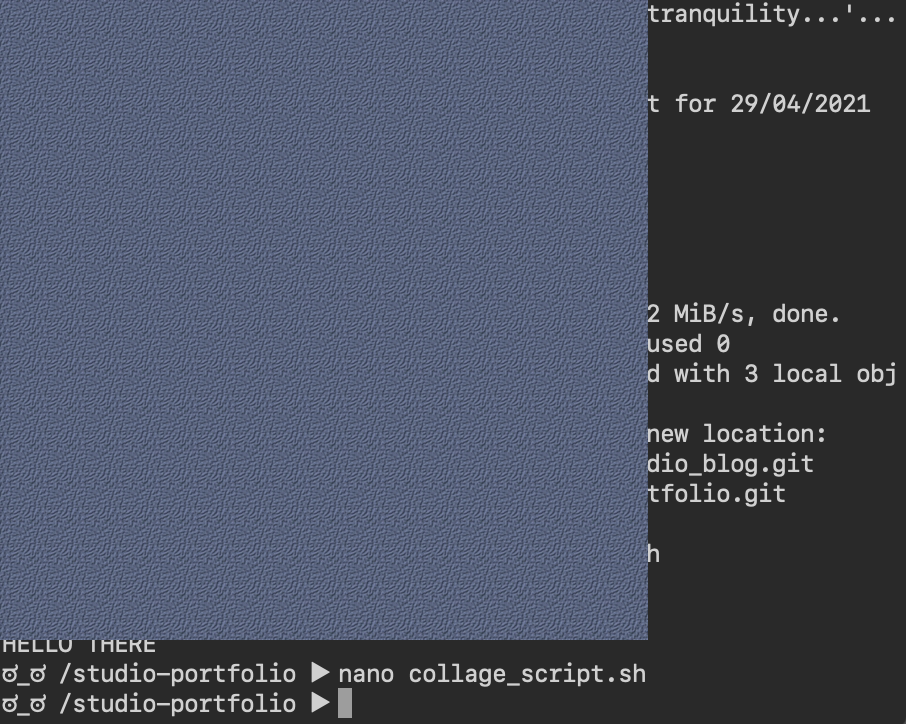 tranquility...'...
t for 29/04/2021
2 MiB/s, done.
used 0
d with 3 local obj
new location:
dio_blog.git
tfolio.git
h
HELLO THERE
ಠ_ಠ /studio-portfolio ▶ nano collage_script.sh
ಠ_ಠ /studio-portfolio ▶